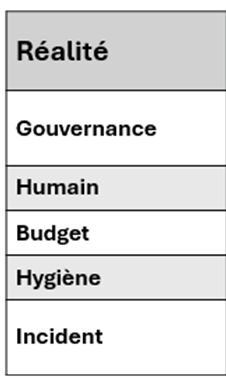 Réalité
Gouvernance
Humain
Budget
Hygiène
Incident